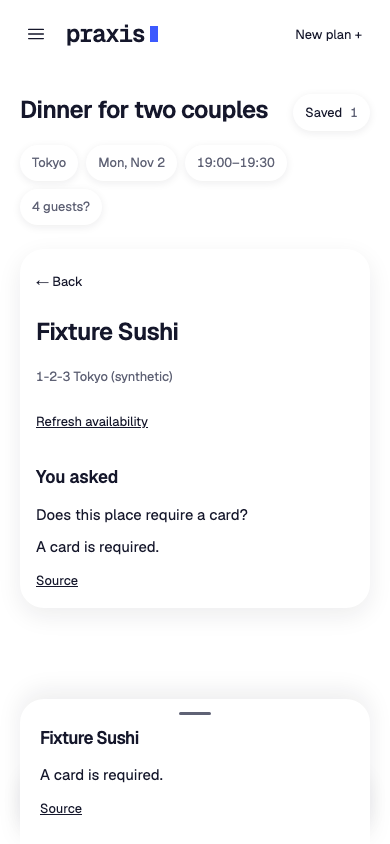 praxis
New plan +
Dinner for two couples
Saved 1
Tokyo
Mon, Nov 2
19:00–19:30
4 guests?
← Back
Fixture Sushi
1-2-3 Tokyo (synthetic)
Refresh availability
You asked
Does this place require a card?
A card is required.
Source
Fixture Sushi
A card is required.
Source